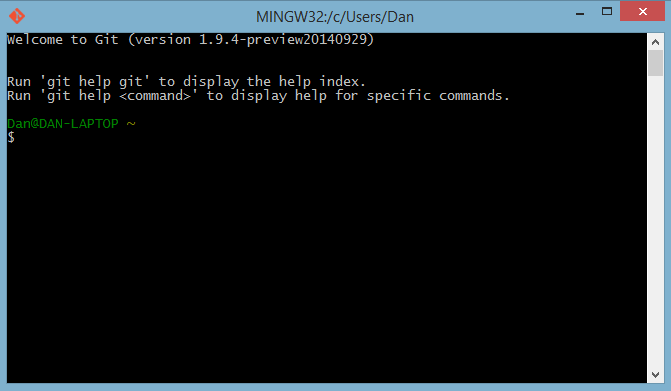 MINGW32:/c/Users/Dan
Welcome to Git (version 1.9.4-preview20140929)
Run 'git help git' to display the help index.
Run 'git help <command>' to display help for specific commands.
Dan@DAN-LAPTOP ~
$